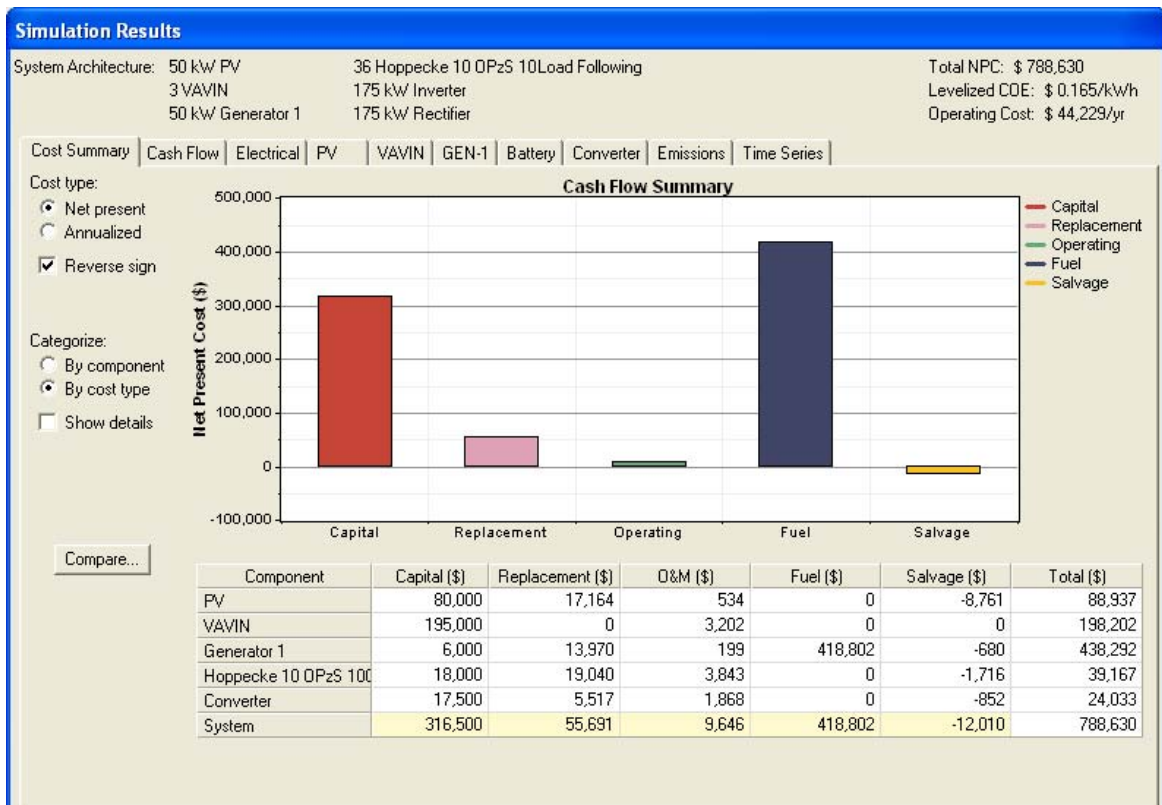 Simulation Results
System Architecture: 50 kW PV 36 Hoppecke 10 OPzS 10Load Following Total NPC: $ 788,630
3 VAVIN 175 kW Inverter Levelized COE: $ 0.165/kWh
50 kW Generator 1 175 kW Rectifier Operating Cost: $ 44,229/yr
Cost Summary Cash Flow Electrical PV VAVIN GEN-1 Battery Converter Emissions Time Series
Cost type:
Net present
Annualized
Reverse sign
Categorize:
By component
By cost type
Show details
Compare...
Cash Flow Summary
Net Present Cost ($)
500,000
400,000
300,000
200,000
100,000
0
-100,000
Capital Replacement Operating Fuel Salvage
Capital
Replacement
Operating
Fuel
Salvage
Component Capital ($) Replacement ($) O&M ($) Fuel ($) Salvage ($) Total ($)
PV 80,000 17,164 534 0 -8,761 88,937
VAVIN 195,000 0 3,202 0 0 198,202
Generator 1 6,000 13,970 199 418,802 -680 438,292
Hoppecke 10 OPzS 100 18,000 19,040 3,843 0 -1,716 39,167
Converter 17,500 5,517 1,868 0 -852 24,033
System 316,500 55,691 9,646 418,802 -12,010 788,630